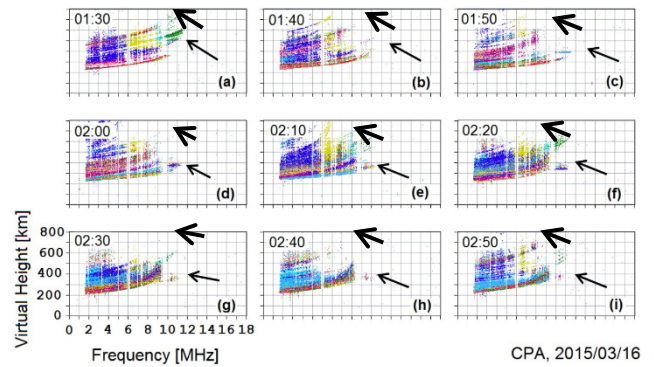 01:30 (a)
01:40 (b)
01:50 (c)
02:00 (d)
02:10 (e)
02:20 (f)
02:30 (g)
02:40 (h)
02:50 (i)
Virtual Height [km]
800
600
400
200
0
0 2 4 6 8 10 12 14 16 18
Frequency [MHz]
CPA, 2015/03/16